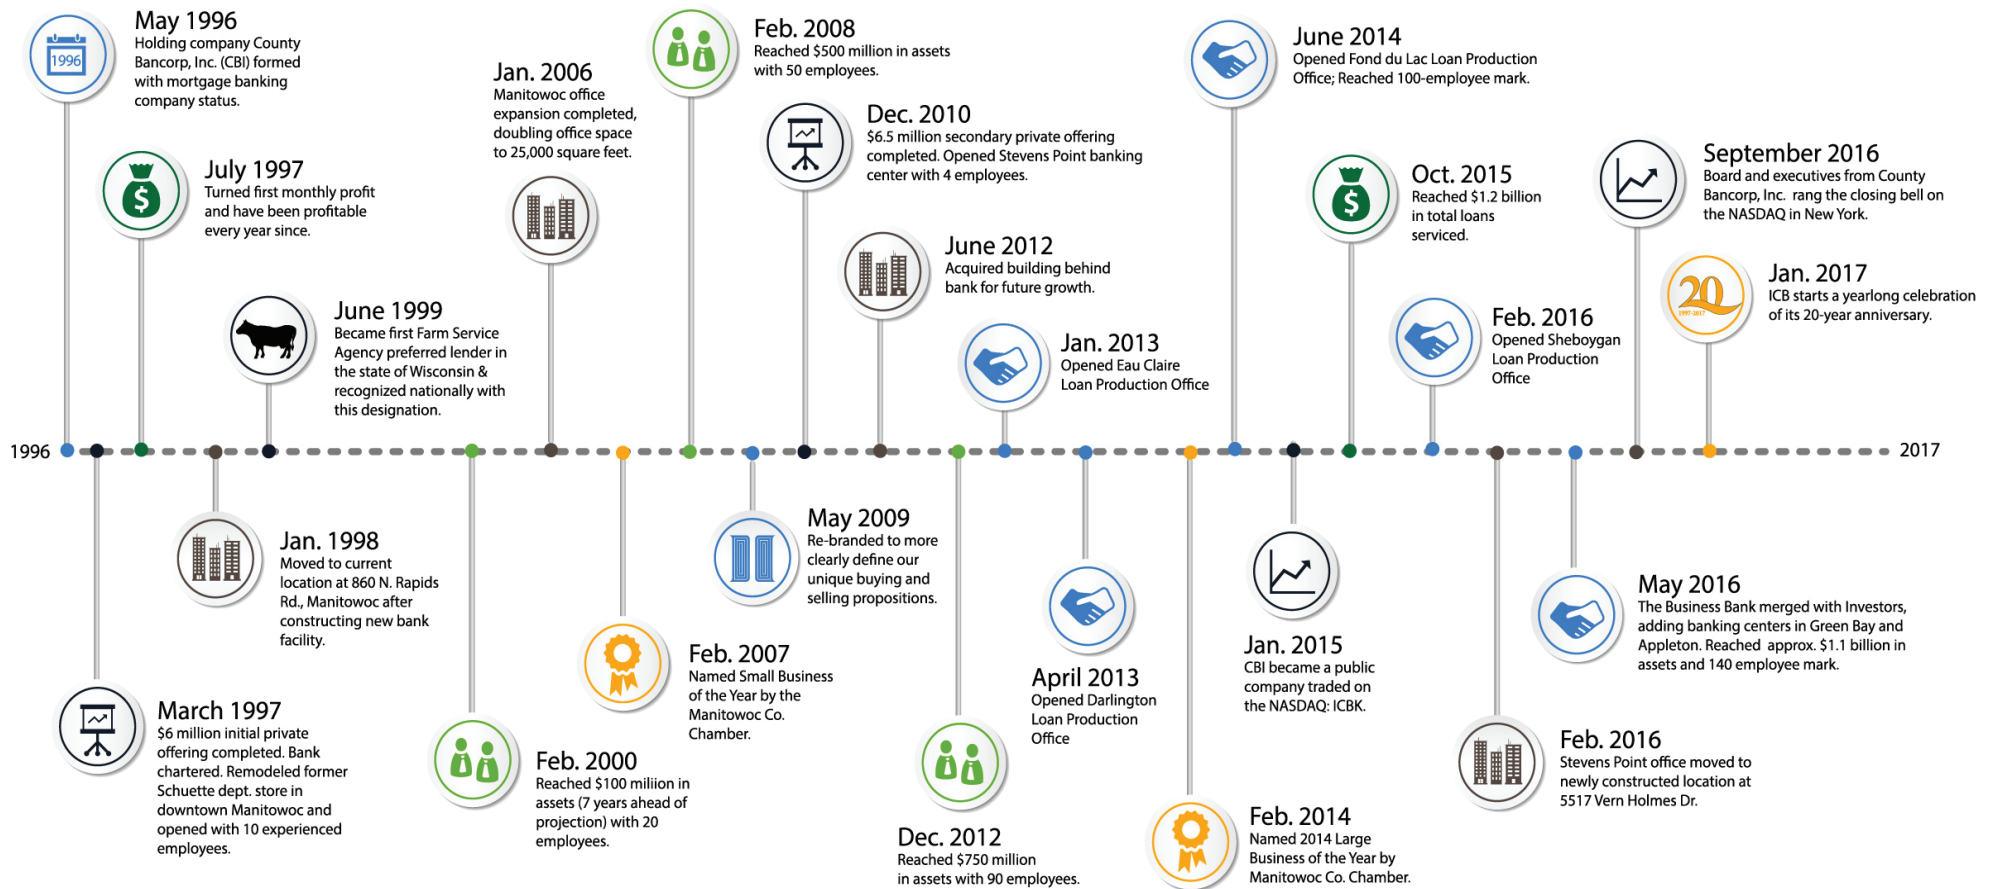 May 1996
Holding company County
Bancorp, Inc. (CBI) formed
with mortgage banking
company status.
1996
July 1997
Turned first monthly profit
and have been profitable
every year since.
June 1999
Became first Farm Service
Agency preferred lender in
the state of Wisconsin &
recognized nationally with
this designation.
Jan. 2006
Manitowoc office
expansion completed,
doubling office space
to 25,000 square feet.
Feb. 2008
Reached $500 million in assets
with 50 employees.
Dec. 2010
$6.5 million secondary private offering
completed. Opened Stevens Point banking
center with 4 employees.
June 2012
Acquired building behind
bank for future growth.
Jan. 2013
Opened Eau Claire
Loan Production Office
June 2014
Opened Fond du Lac Loan Production
Office; Reached 100-employee mark.
$
Oct. 2015
Reached $1.2 billion
in total loans
serviced.
$
Feb. 2016
Opened Sheboygan
Loan Production
Office
September 2016
Board and executives from County
Bancorp, Inc. rang the closing bell on
the NASDAQ in New York.
20
1997-2017
Jan. 2017
ICB starts a yearlong celebration
of its 20-year anniversary.
1996
2017
March 1997
$6 million initial private
offering completed. Bank
chartered. Remodeled former
Schuette dept. store in
downtown Manitowoc and
opened with 10 experienced
employees.
Jan. 1998
Moved to current
location at 860 N. Rapids
Rd., Manitowoc after
constructing new bank
facility.
Feb. 2000
Reached $100 miliion in
assets (7 years ahead of
projection) with 20
employees.
Feb. 2007
Named Small Business
of the Year by the
Manitowoc Co.
Chamber.
May 2009
Re-branded to more
clearly define our
unique buying and
selling propositions.
Dec. 2012
Reached $750 million
in assets with 90 employees.
April 2013
Opened Darlington
Loan Production
Office
Feb. 2014
Named 2014 Large
Business of the Year by
Manitowoc Co. Chamber.
Jan. 2015
CBI became a public
company traded on
the NASDAQ: ICBK.
Feb. 2016
Stevens Point office moved to
newly constructed location at
5517 Vern Holmes Dr.
May 2016
The Business Bank merged with Investors,
adding banking centers in Green Bay and
Appleton. Reached approx. $1.1 billion in
assets and 140 employee mark.